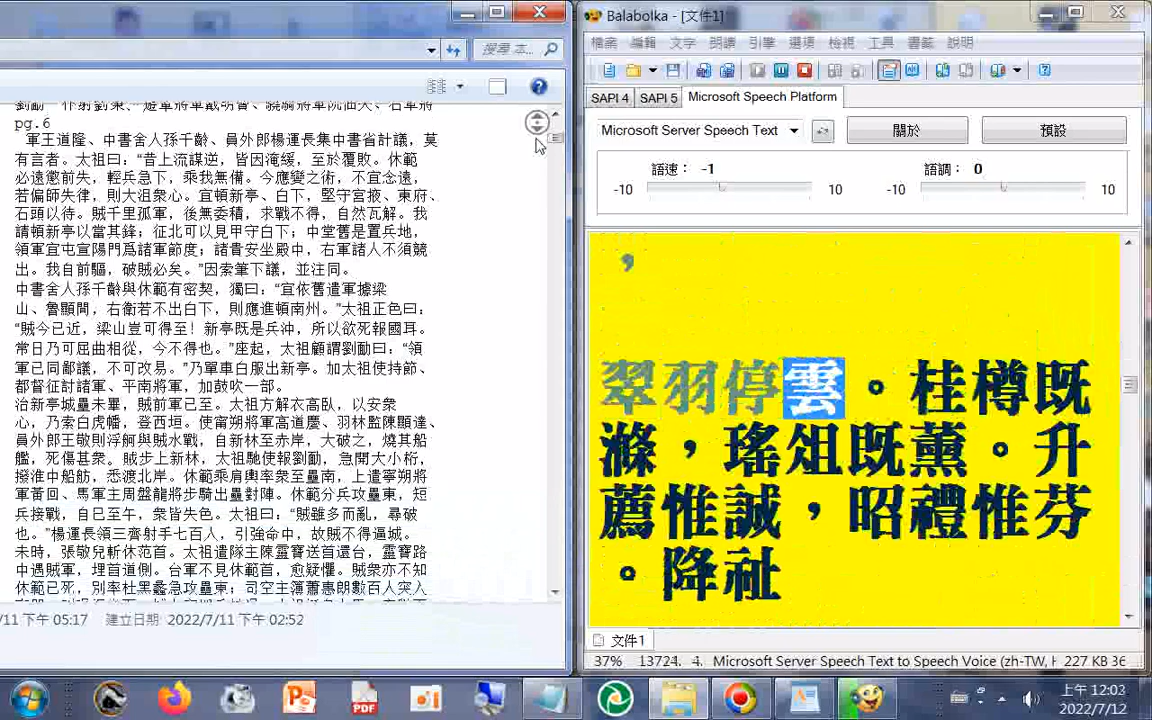 搜尋 本...
pg.6
軍王道隆、中書舍人孫千齡、員外郎楊運長集中書省計議，莫
有言者。太祖曰：“昔上流謀逆，皆因淹緩，至於覆敗。休範
必遠懲前失，輕兵急下，乘我無備。今應變之術，不宜念遠，
若偏師失律，則大沮衆心。宜頓新亭、白下，堅守宮掖、東府、
石頭以待。賊千里孤軍，後無委積，求戰不得，自然瓦解。我
請頓新亭以當其鋒；征北可以見甲守白下；中堂舊是置兵地，
領軍宜屯宣陽門爲諸軍節度；諸貴安坐殿中，右軍諸人不須競
出。我自前驅，破賊必矣。”因索筆下議，並注同。
中書舍人孫千齡與休範有密契，獨曰：“宜依舊遣軍據梁
山、魯顯間，右衛若不出白下，則應進頓南州。”太祖正色曰：
“賊今已近，梁山豈可得至！新亭既是兵沖，所以欲死報國耳。
常日乃可屈曲相從，今不得也。”座起，太祖顧謂劉勔曰：“領
軍已同鄙議，不可改易。”乃單車白服出新亭。加太祖使持節、
都督征討諸軍、平南將軍，加鼓吹一部。
治新亭城壘未畢，賊前軍已至。太祖方解衣高臥，以安衆
心，乃索白虎幡，登西垣。使甯朔將軍高道慶、羽林監陳顯達、
員外郎王敬則浮舸與賊水戰，自新林至赤岸，大破之，燒其船
艦，死傷甚衆。賊步上新林，太祖馳使報劉勔，急開大小桁，
撥淮中船舫，悉渡北岸。休範乘肩輿率衆至壘南，上遣寧朔將
軍黃回、馬軍主周盤龍將步騎出壘對陣。休範分兵攻壘東，短
兵接戰，自巳至午，衆皆失色。太祖曰：“賊雖多而亂，尋破
也。”楊運長領三齊射手七百人，引強命中，故賊不得逼城。
未時，張敬兒斬休范首。太祖遣隊主陳靈寶送首還台，靈寶路
中遇賊軍，埋首道側。台軍不見休範首，愈疑懼。賊衆亦不知
休範已死，別率杜黑蠡急攻壘東；司空主簿蕭惠朗數百人突入
/11 下午 05:17 建立日期: 2022/7/11 下午 02:52
Balabolka - [文件1]
檔案 編輯 文字 朗讀 引擎 選項 檢視 工具 書籤 說明
SAPI 4 SAPI 5 Microsoft Speech Platform
Microsoft Server Speech Text 關於 預設
語速： -1 語調： 0
-10 10 -10 10
，
翠羽停雲。桂樽既
滌，瑤俎既薰。升
薦惟誠，昭禮惟芬
。降祉
文件1
37% 13724. 4. Microsoft Server Speech Text to Speech Voice (zh-TW, H 227 KB 36
上午 12:03
2022/7/12